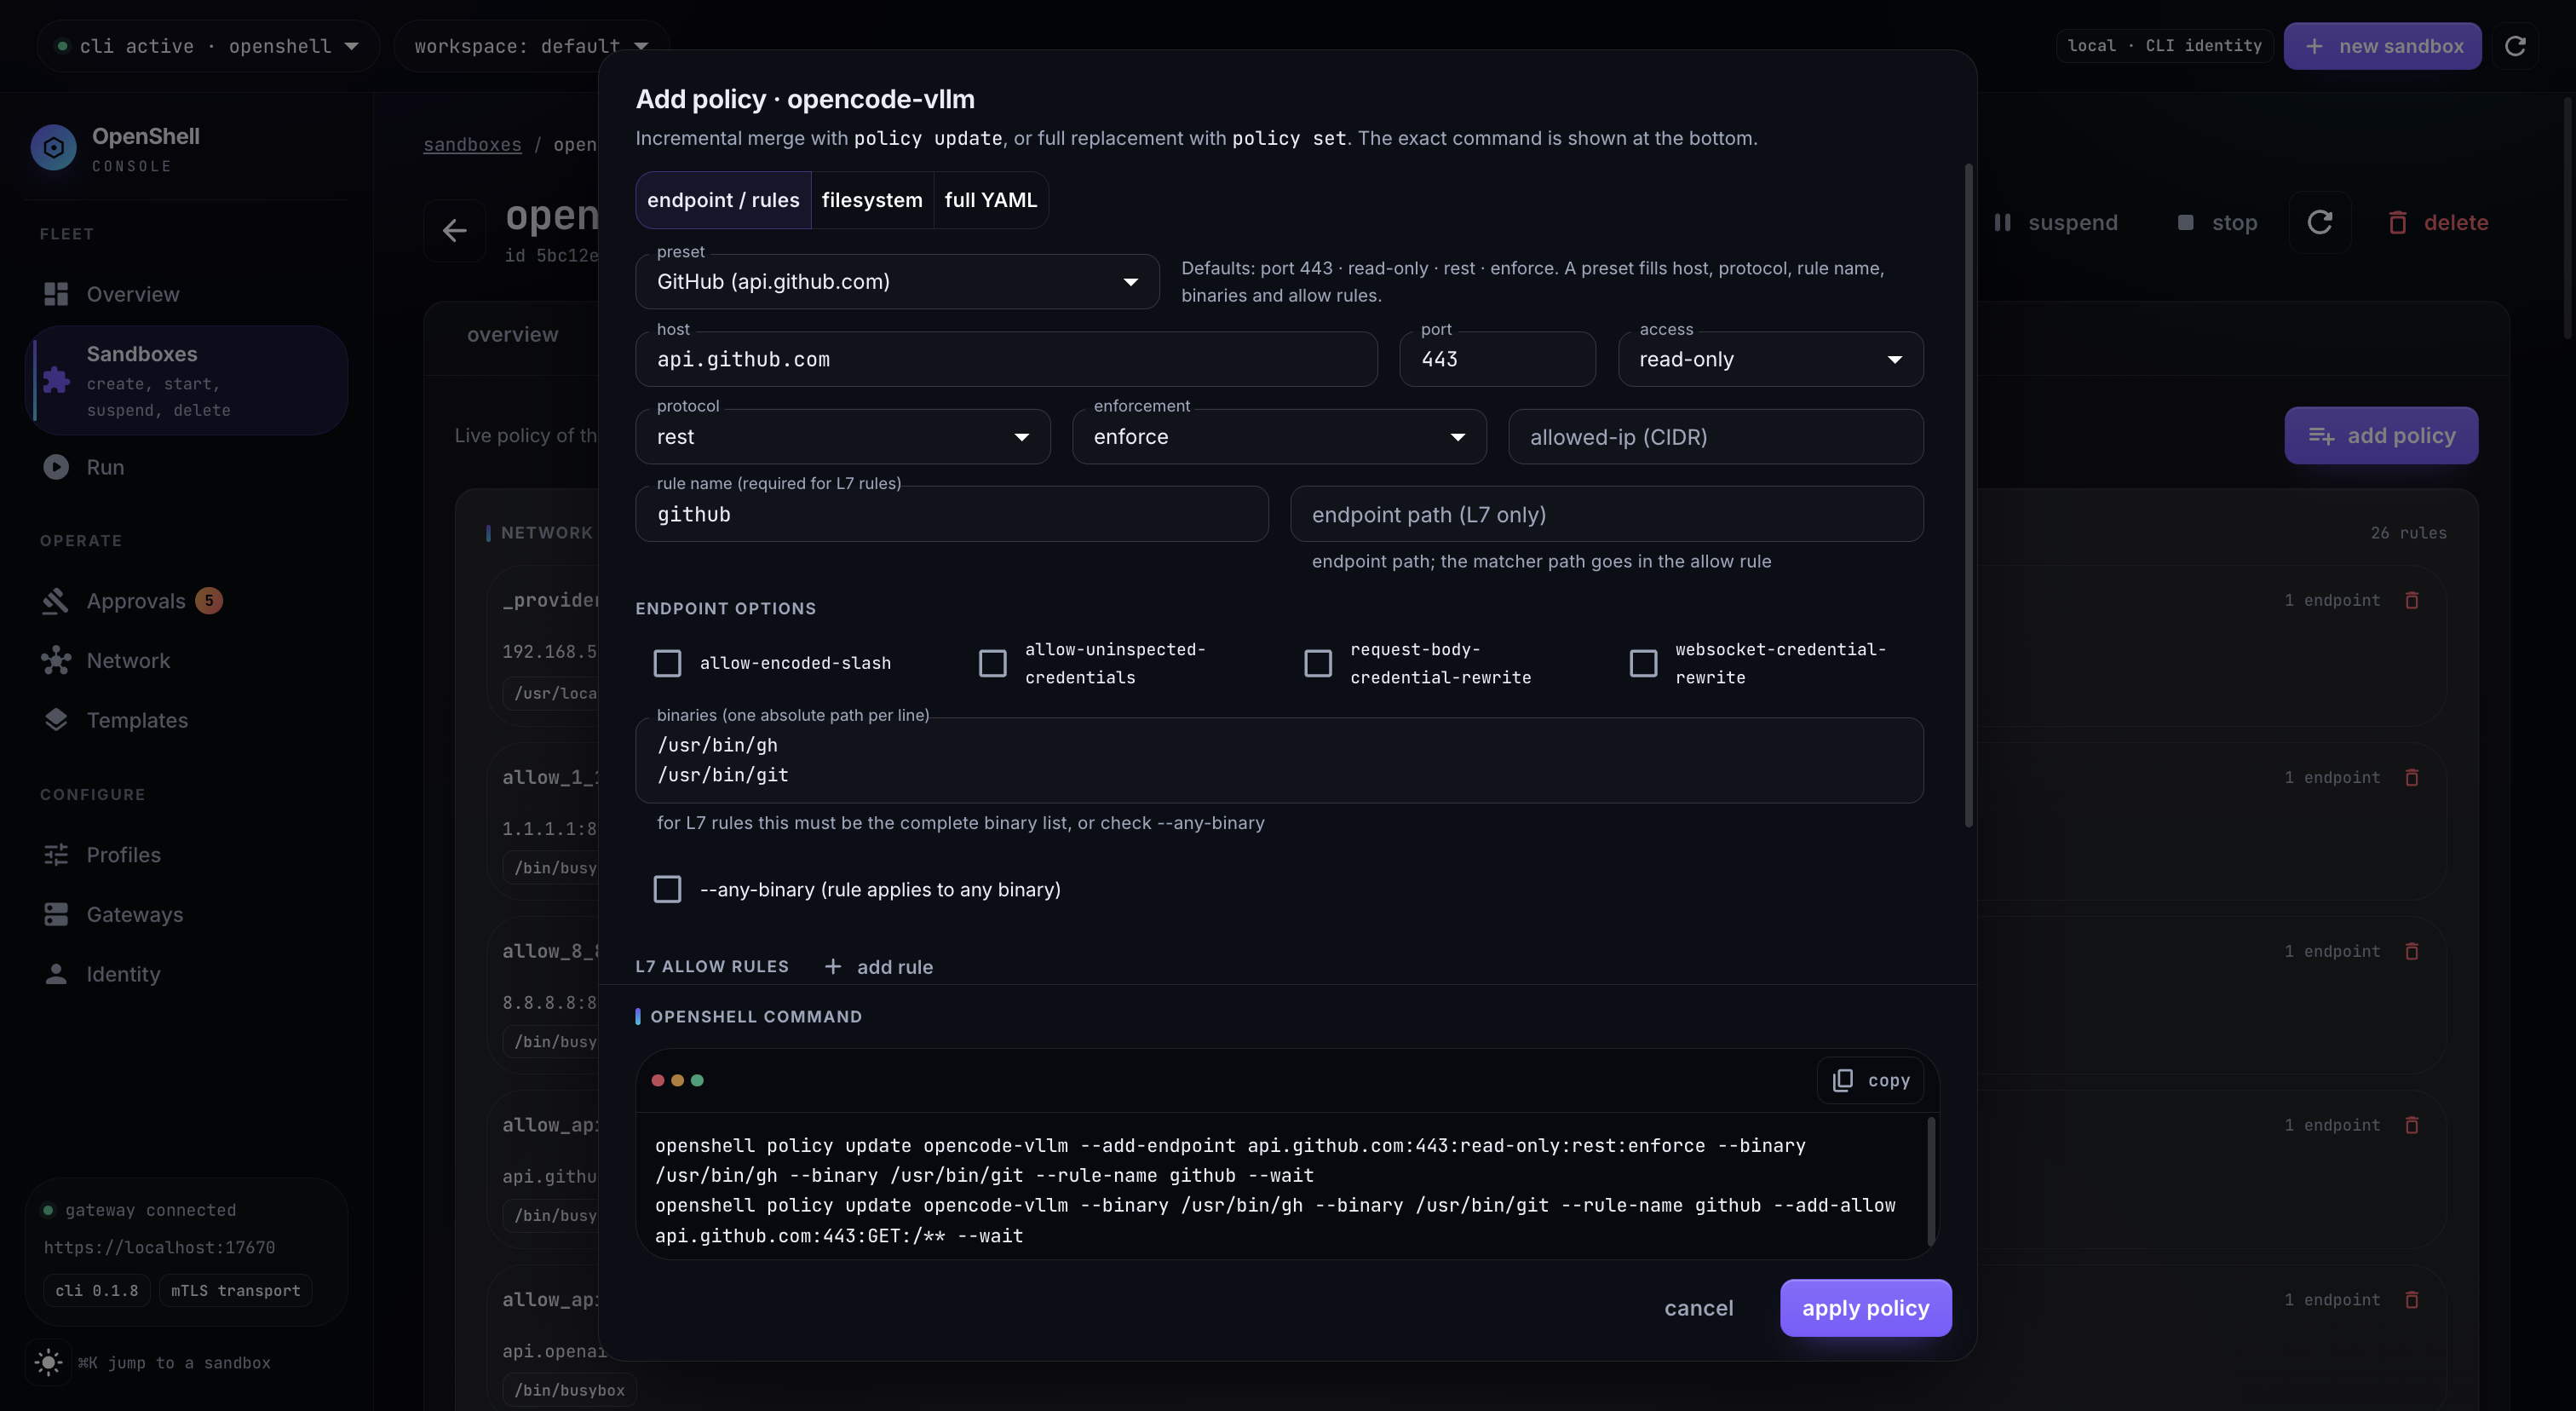 cli active · openshell
workspace: default
local · CLI identity
+ new sandbox
OpenShell
CONSOLE
FLEET
Overview
Sandboxes
create, start,
suspend, delete
Run
OPERATE
Approvals 5
Network
Templates
CONFIGURE
Profiles
Gateways
Identity
gateway connected
https://localhost:17670
cli 0.1.8
mTLS transport
⌘K jump to a sandbox
sandboxes / open
open
id 5bc12e
suspend
stop
delete
overview
Live policy of th
add policy
NETWORK
26 rules
_provider
1 endpoint
192.168.5
/usr/loca
allow_1_1
1 endpoint
1.1.1.1:8
/bin/busy
allow_8_8
1 endpoint
8.8.8.8:8
/bin/busy
allow_api
1 endpoint
api.githu
/bin/busy
allow_api
1 endpoint
api.openai
/bin/busybox
Add policy · opencode-vllm
Incremental merge with policy update, or full replacement with policy set. The exact command is shown at the bottom.
endpoint / rules
filesystem
full YAML
preset
GitHub (api.github.com)
Defaults: port 443 · read-only · rest · enforce. A preset fills host, protocol, rule name,
binaries and allow rules.
host
api.github.com
port
443
access
read-only
protocol
rest
enforcement
enforce
allowed-ip (CIDR)
rule name (required for L7 rules)
github
endpoint path (L7 only)
endpoint path; the matcher path goes in the allow rule
ENDPOINT OPTIONS
allow-encoded-slash
allow-uninspected-
credentials
request-body-
credential-rewrite
websocket-credential-
rewrite
binaries (one absolute path per line)
/usr/bin/gh
/usr/bin/git
for L7 rules this must be the complete binary list, or check --any-binary
--any-binary (rule applies to any binary)
L7 ALLOW RULES
+ add rule
OPENSHELL COMMAND
copy
openshell policy update opencode-vllm --add-endpoint api.github.com:443:read-only:rest:enforce --binary
/usr/bin/gh --binary /usr/bin/git --rule-name github --wait
openshell policy update opencode-vllm --binary /usr/bin/gh --binary /usr/bin/git --rule-name github --add-allow
api.github.com:443:GET:/** --wait
cancel
apply policy